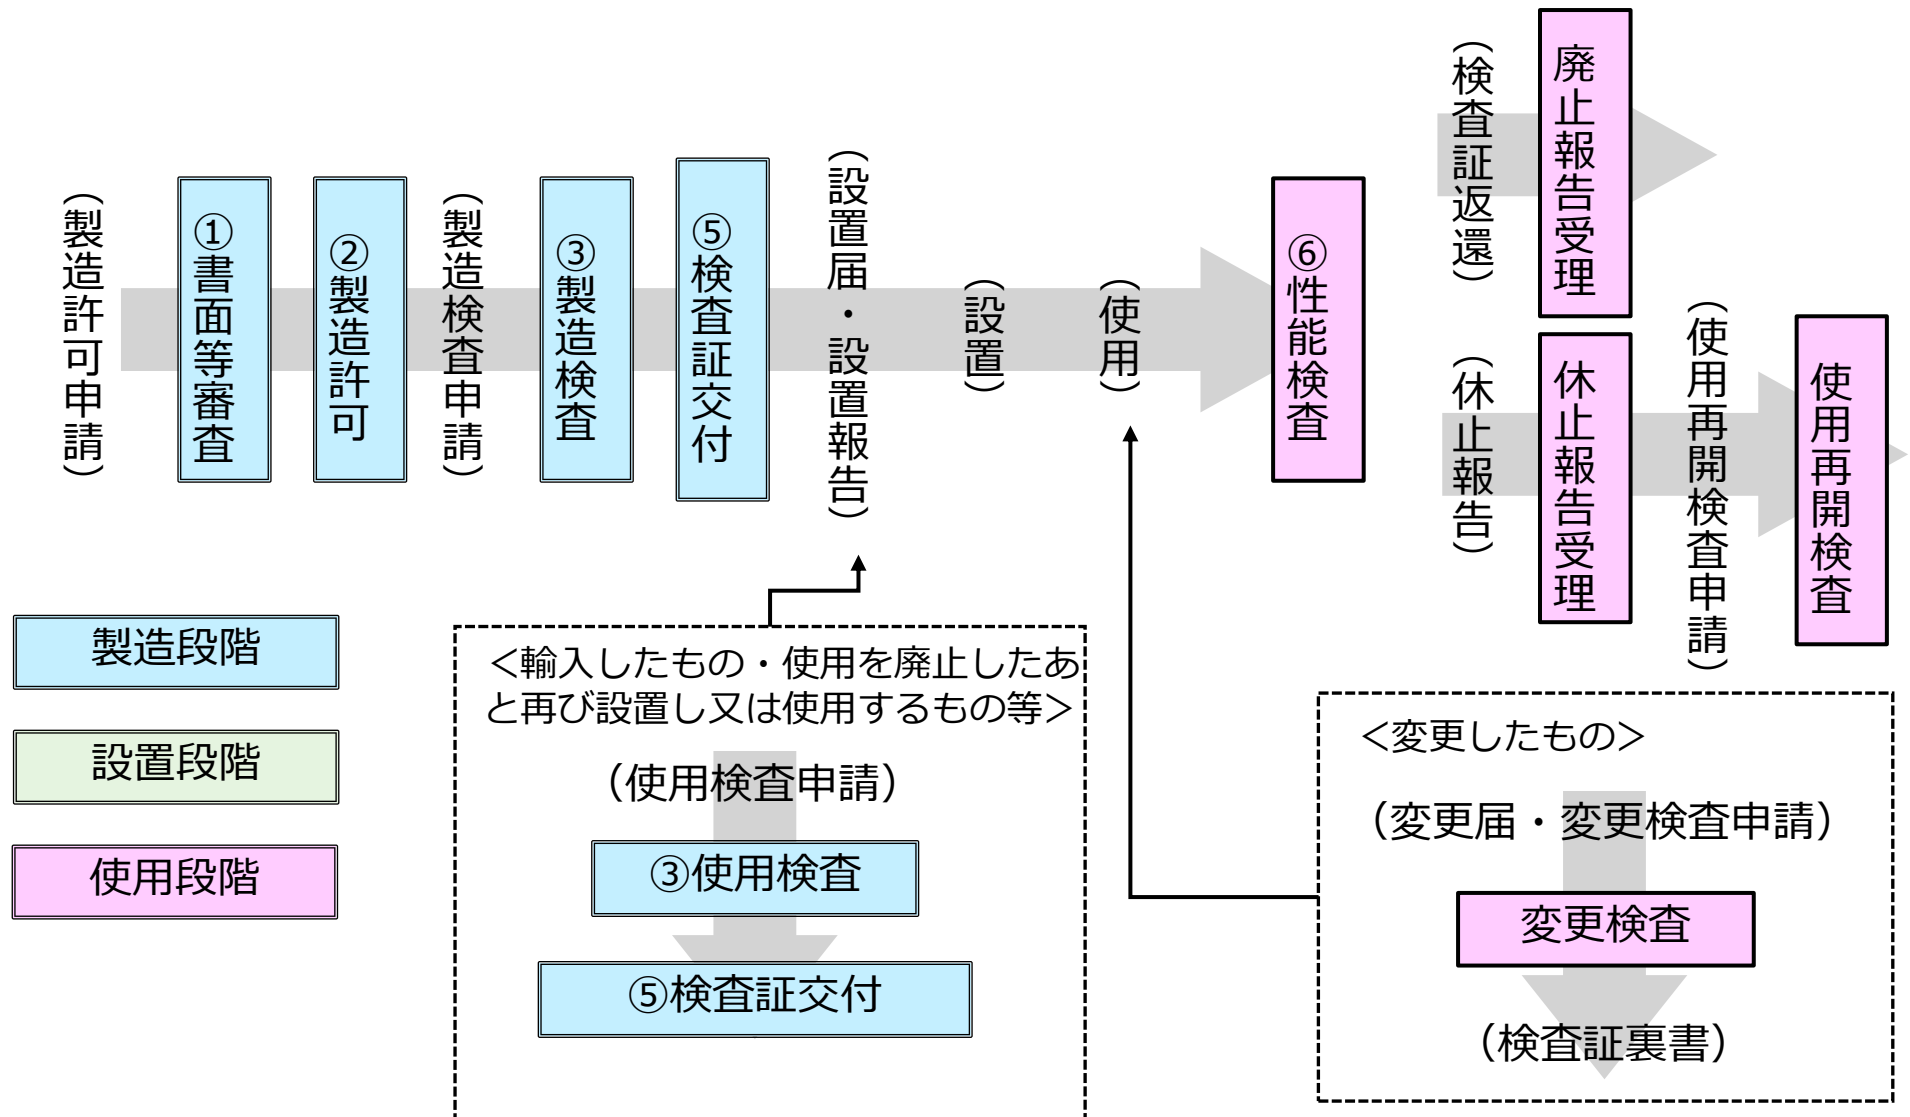 （製造許可申請）
①書面等審査
②製造許可
（製造検査申請）
③製造検査
⑤検査証交付
（設置届・設置報告）
（設置）
（使用）
⑥性能検査
（検査証返還）
廃止報告受理
（休止報告）
休止報告受理
（使用再開検査申請）
使用再開検査
製造段階
設置段階
使用段階
＜輸入したもの・使用を廃止したあ
と再び設置し又は使用するもの等＞
（使用検査申請）
③使用検査
⑤検査証交付
＜変更したもの＞
（変更届・変更検査申請）
変更検査
（検査証裏書）